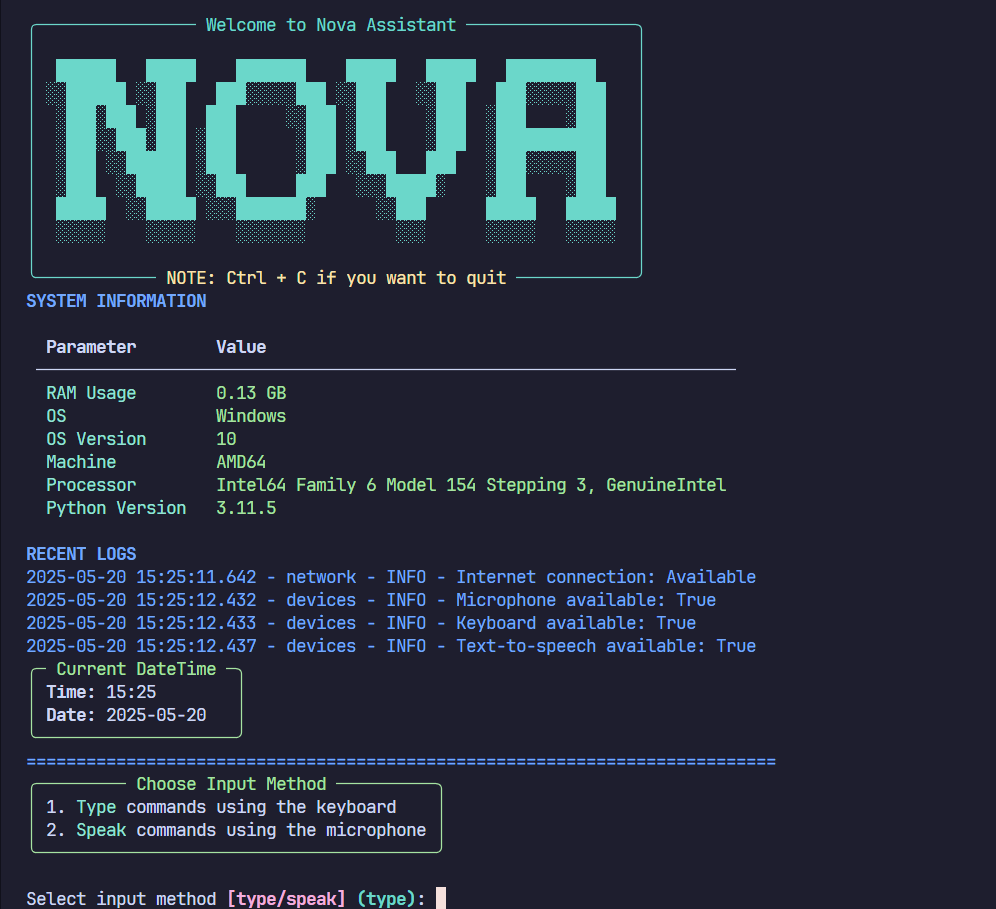 Welcome to Nova Assistant
NOVA
NOTE: Ctrl + C if you want to quit
SYSTEM INFORMATION
Parameter Value
RAM Usage 0.13 GB
OS Windows
OS Version 10
Machine AMD64
Processor Intel64 Family 6 Model 154 Stepping 3, GenuineIntel
Python Version 3.11.5
RECENT LOGS
2025-05-20 15:25:11.642 - network - INFO - Internet connection: Available
2025-05-20 15:25:12.432 - devices - INFO - Microphone available: True
2025-05-20 15:25:12.433 - devices - INFO - Keyboard available: True
2025-05-20 15:25:12.437 - devices - INFO - Text-to-speech available: True
Current DateTime
Time: 15:25
Date: 2025-05-20
===========================================================================
Choose Input Method
1. Type commands using the keyboard
2. Speak commands using the microphone
Select input method [type/speak] (type):